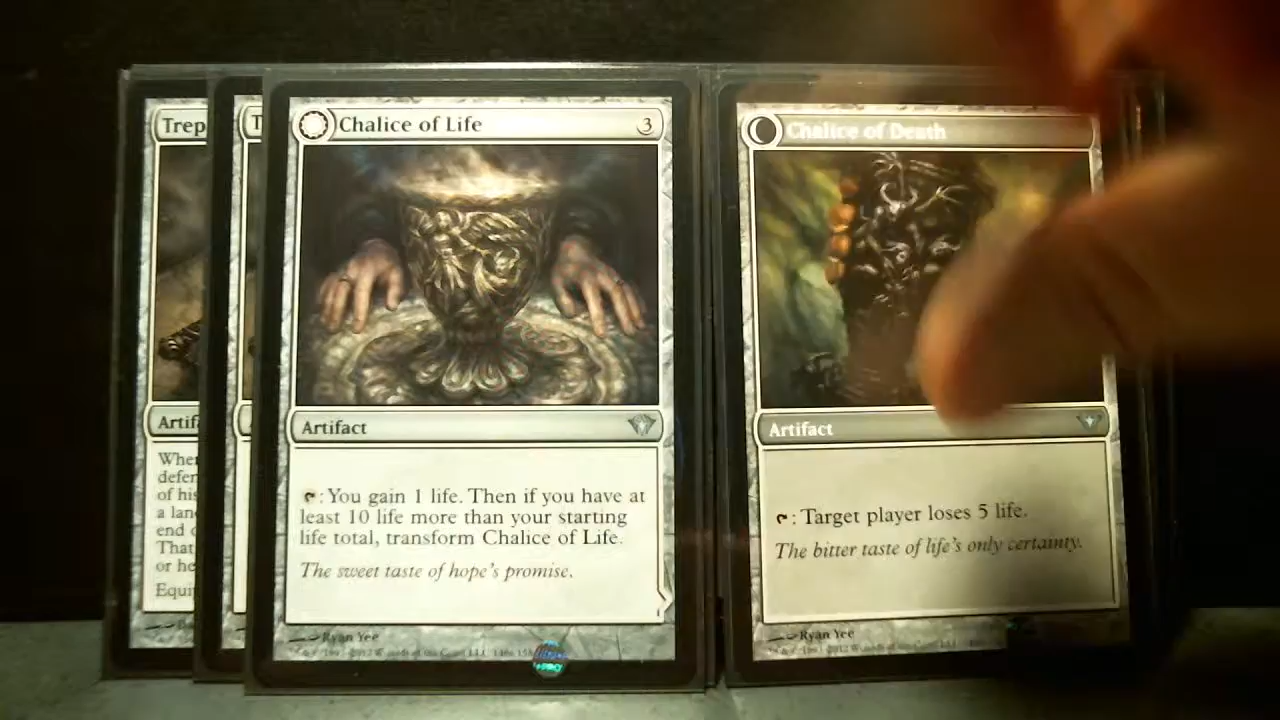 Trep
Artif
When
defen
of his
a lan
end o
That
or he
Equi
T
Chalice of Life
3
Artifact
:You gain 1 life. Then if you have at
least 10 life more than your starting
life total, transform Chalice of Life.
The sweet taste of hope's promise.
Ryan Yee
Chalice of Death
Artifact
: Target player loses 5 life.
The bitter taste of life's only certainty.
Ryan Yee